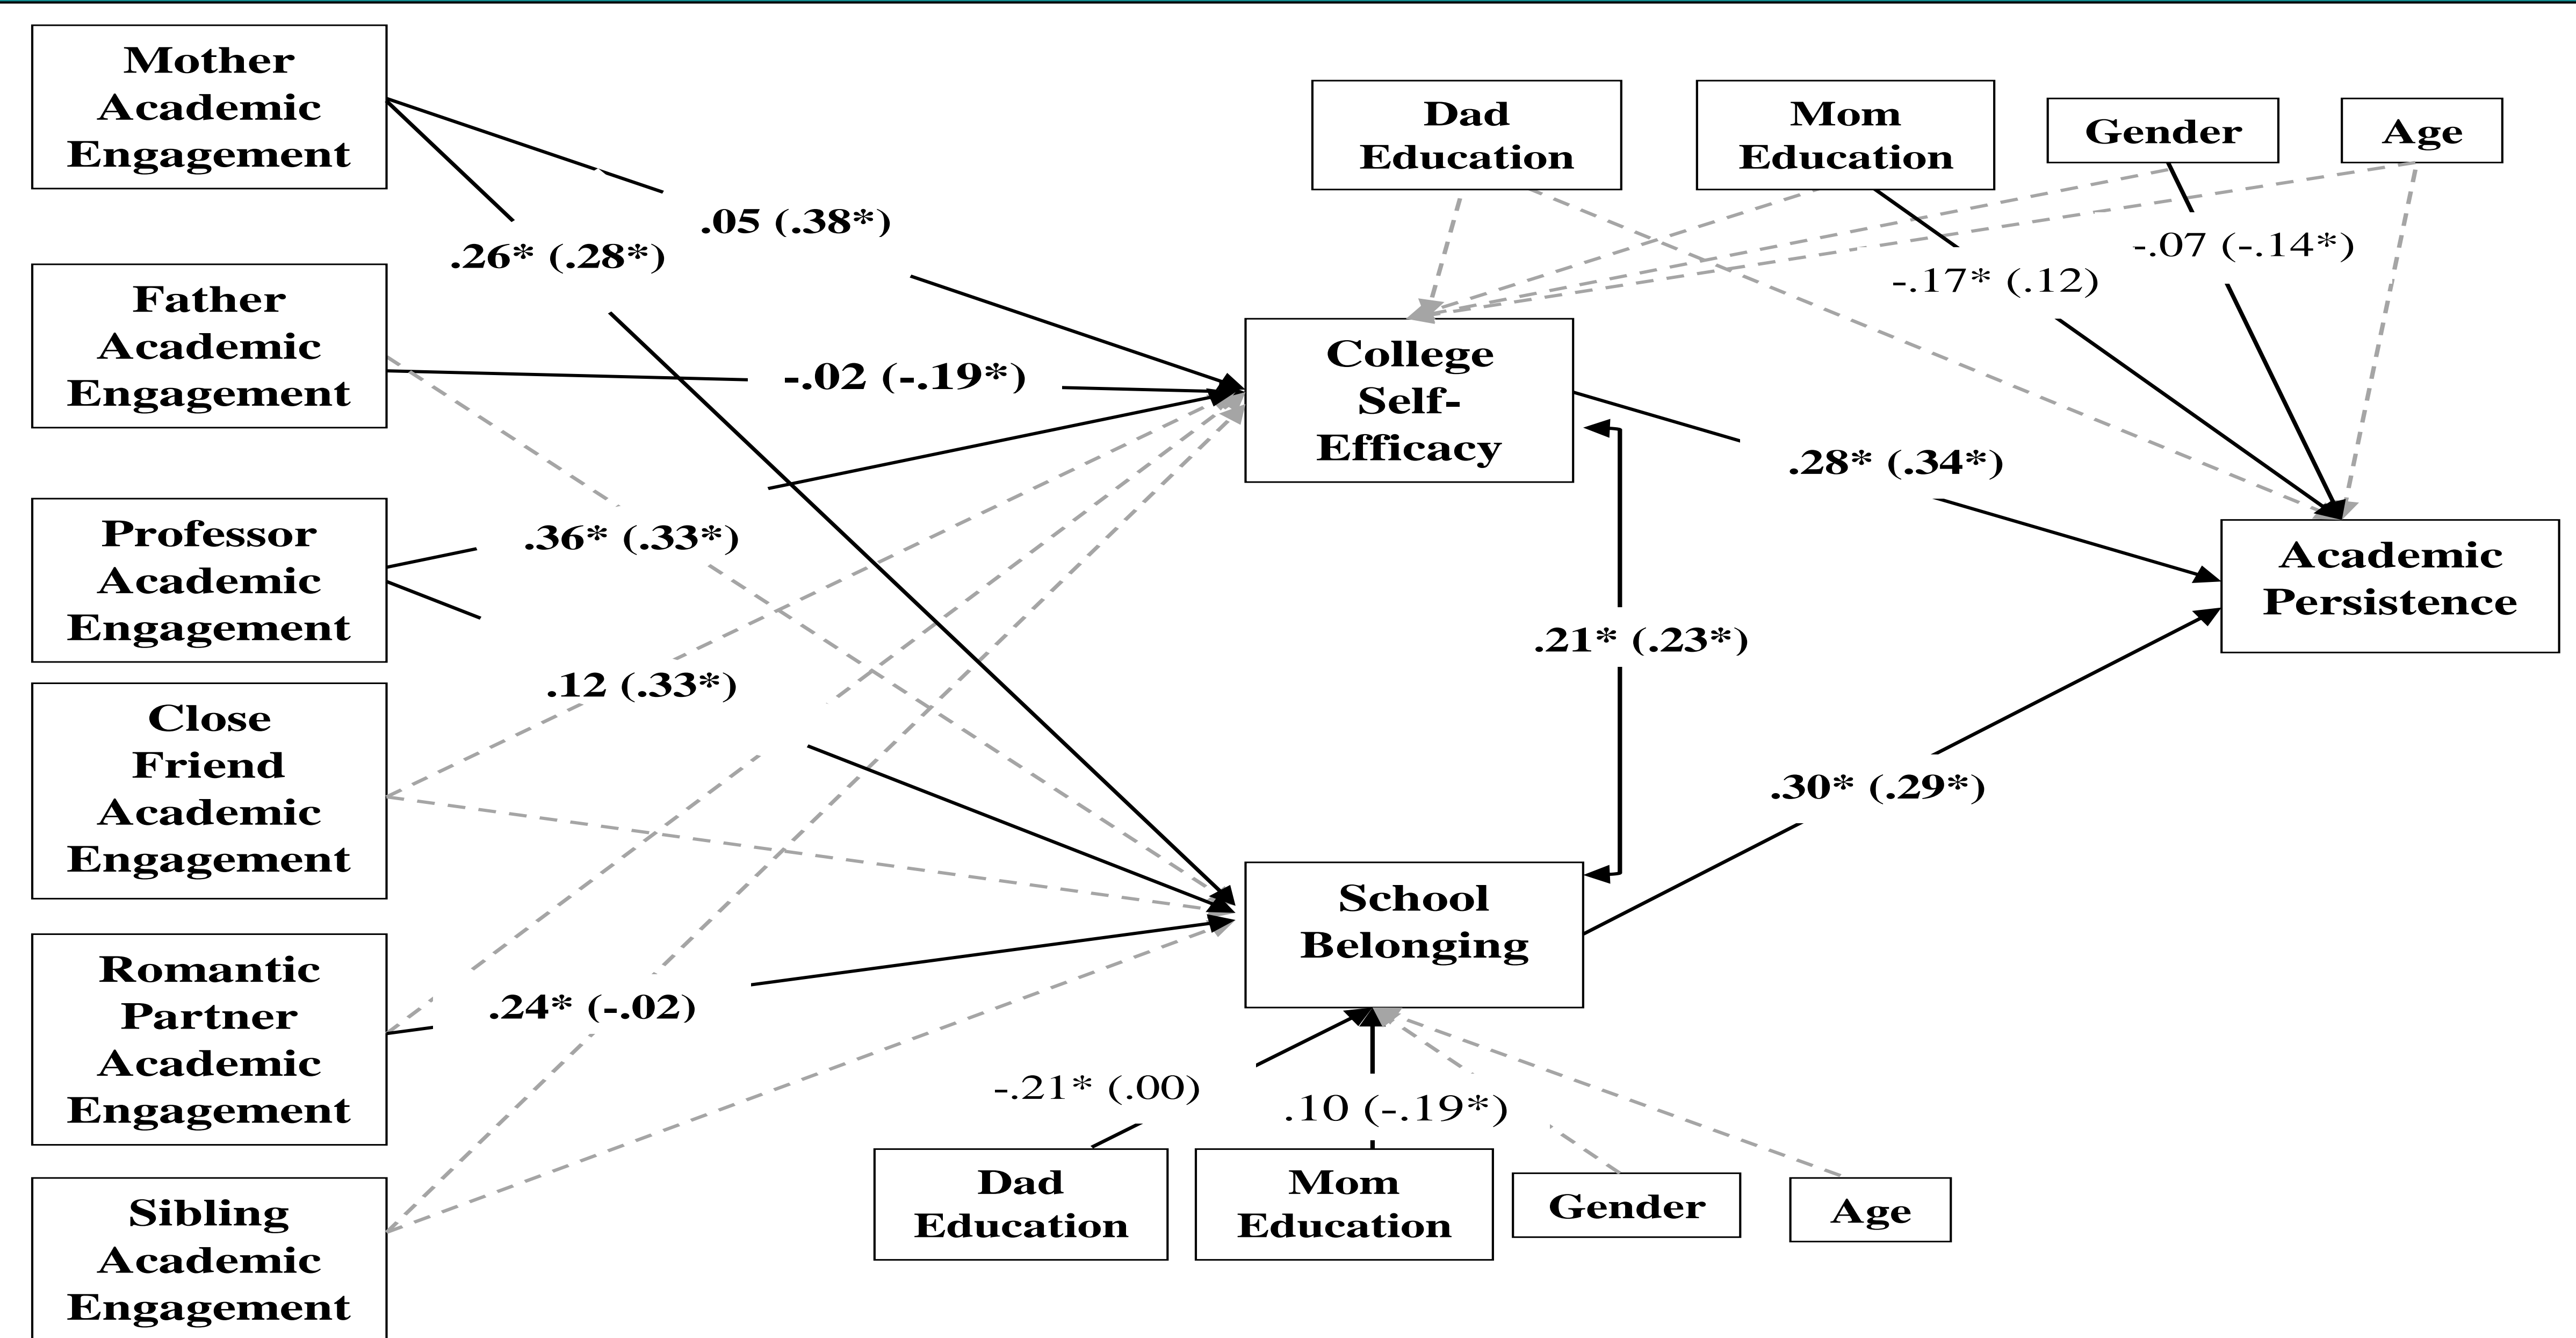 Mother
Academic
Engagement
Father
Academic
Engagement
Professor
Academic
Engagement
Close
Friend
Academic
Engagement
Romantic
Partner
Academic
Engagement
Sibling
Academic
Engagement
.05 (.38*)
.26* (.28*)
-.02 (-.19*)
.36* (.33*)
.12 (.33*)
.24* (-.02)
Dad
Education
Mom
Education
Gender
Age
-.07 (-.14*)
-.17* (.12)
College
Self-
Efficacy
.28* (.34*)
Academic
Persistence
.21* (.23*)
.30* (.29*)
School
Belonging
-.21* (.00)
.10 (-.19*)
Dad
Education
Mom
Education
Gender
Age